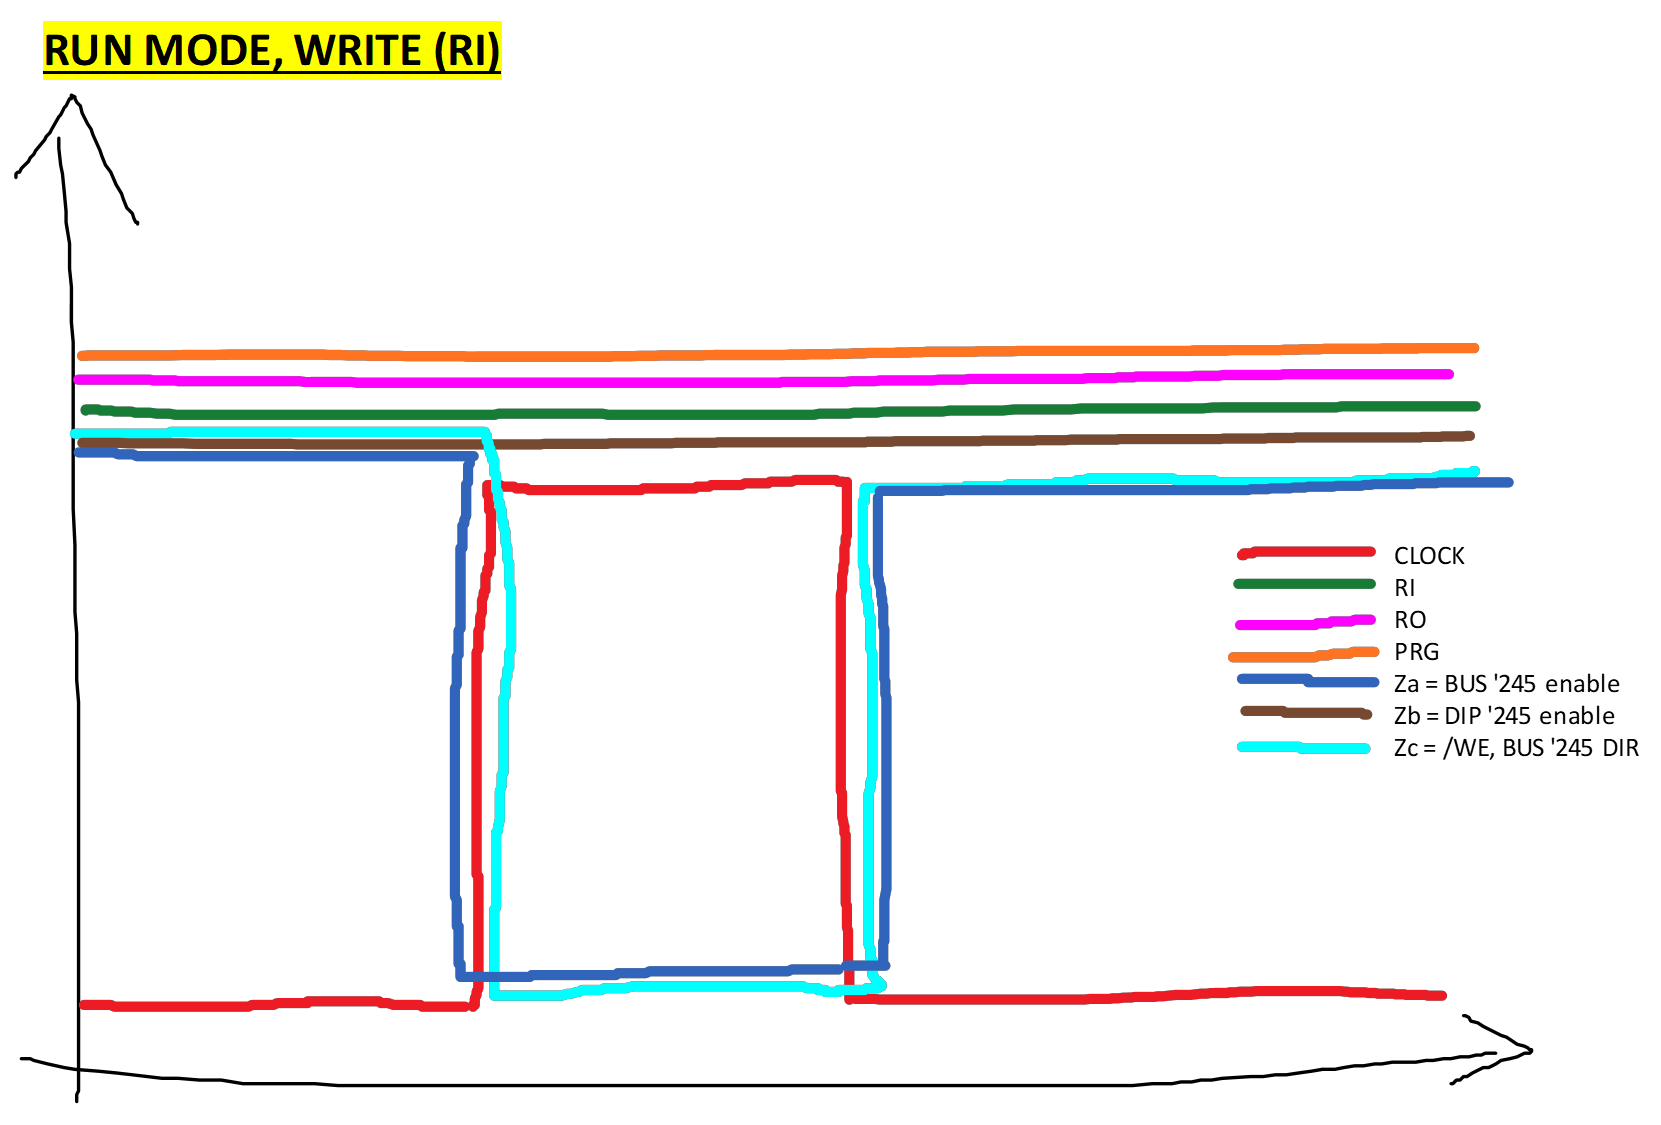 RUN MODE, WRITE (RI)
CLOCK
RI
RO
PRG
Za = BUS '245 enable
Zb = DIP '245 enable
Zc = /WE, BUS '245 DIR